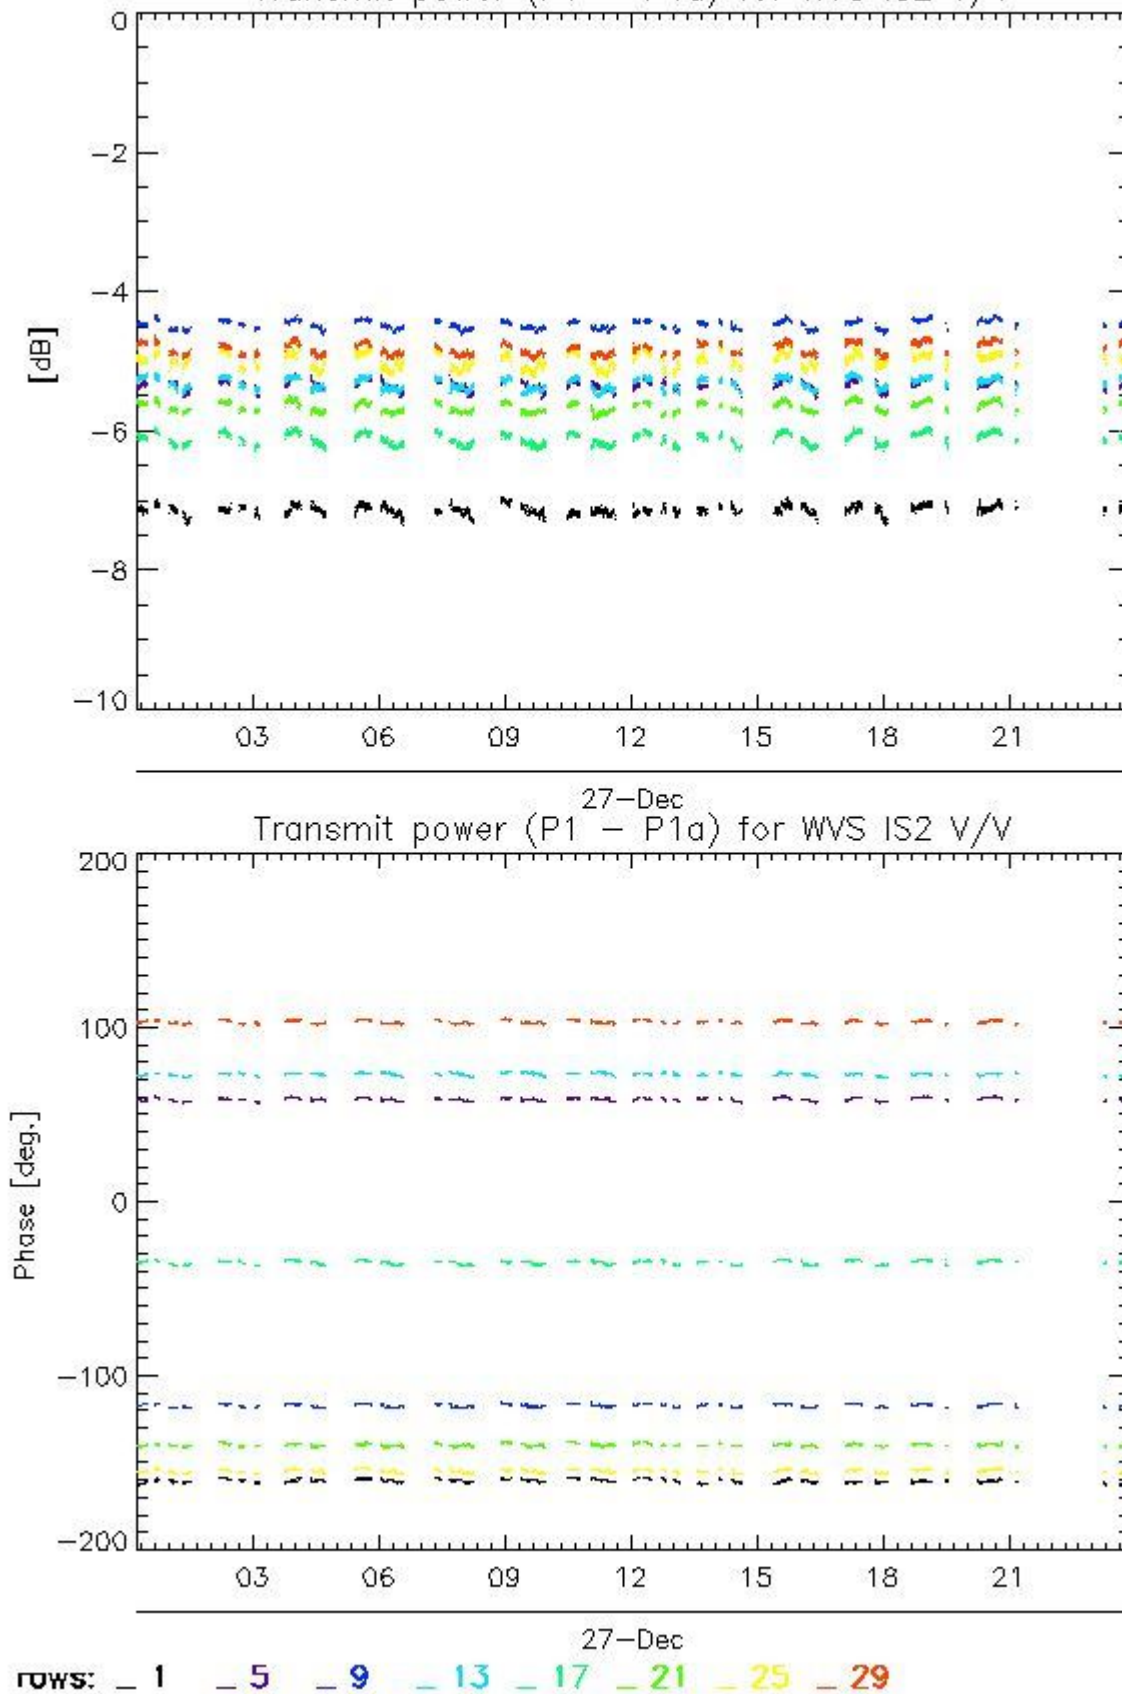 0
-2
-4
[dB]
-6
-8
-10
03 06 09 12 15 18 21
27-Dec
Transmit power (P1 - P1a) for WVS IS2 V/V
200
100
Phase [deg.]
0
-100
-200
03 06 09 12 15 18 21
27-Dec
rows: _ 1 _ 5 _ 9 _ 13 _ 17 _ 21 _ 25 _ 29